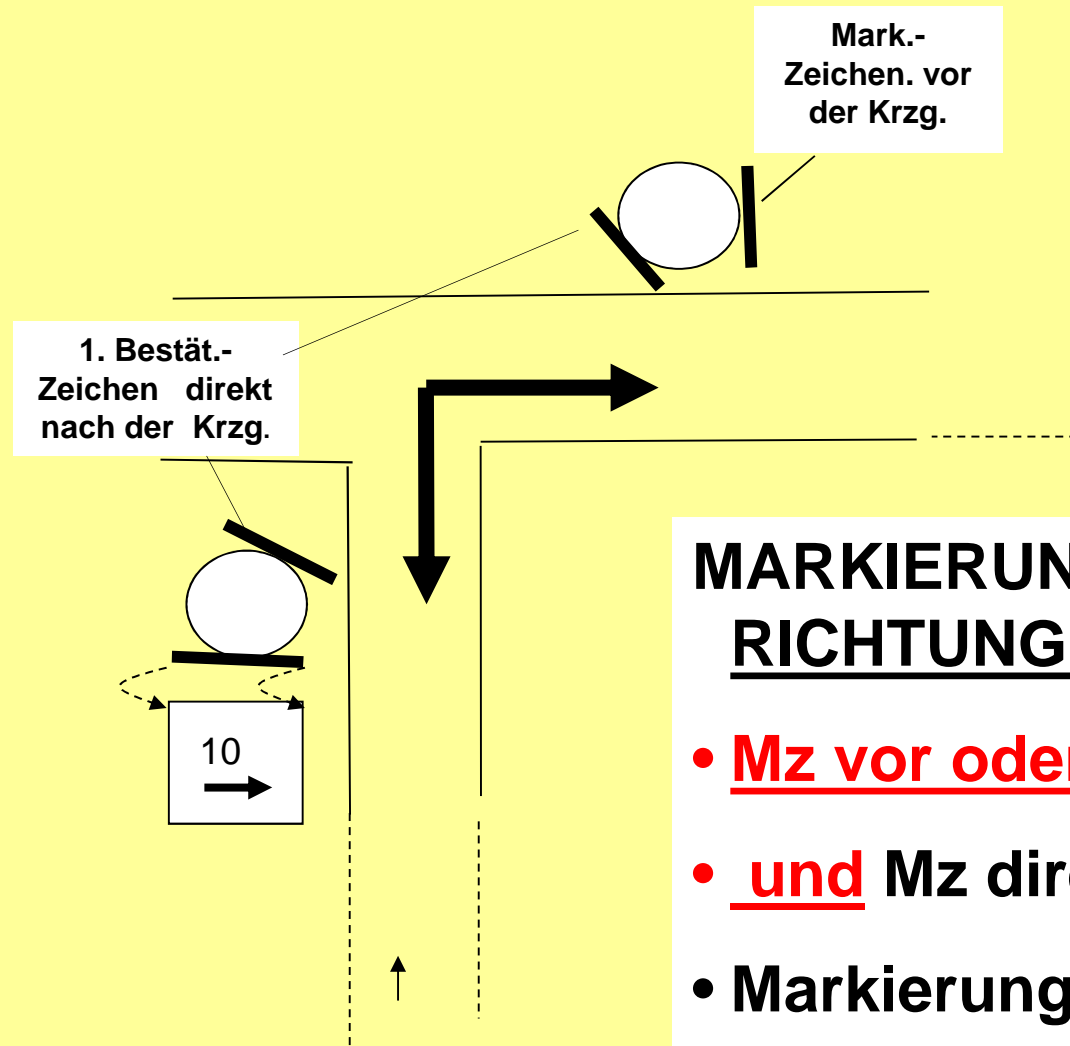 Mark.-
Zeichen. vor
der Krzg.
1. Bestät.-
Zeichen direkt
nach der Krzg.
10
MARKIERUN
RICHTUNG
• Mz vor oder
• und Mz dire
• Markierung